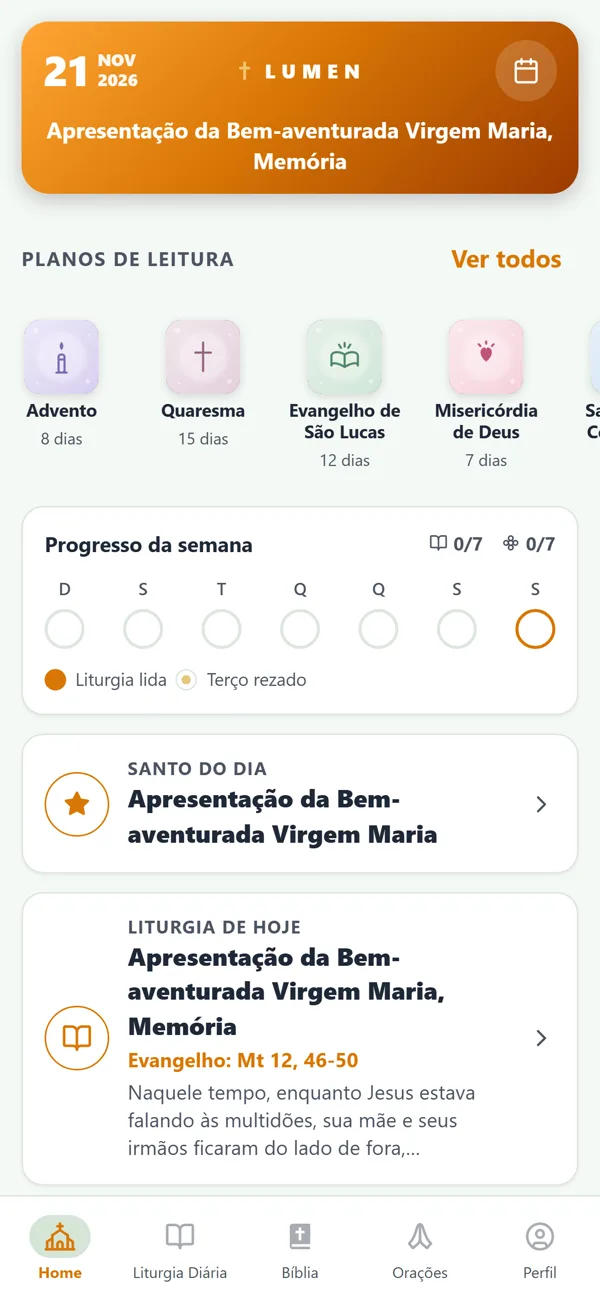 21 NOV 2026
LUMEN
Apresentação da Bem-aventurada Virgem Maria,
Memória
PLANOS DE LEITURA
Ver todos
Advento
8 dias
Quaresma
15 dias
Evangelho de
São Lucas
12 dias
Misericórdia
de Deus
7 dias
Progresso da semana
0/7
0/7
D S T Q Q S S
Liturgia lida
Terço rezado
SANTO DO DIA
Apresentação da Bem-
aventurada Virgem Maria
LITURGIA DE HOJE
Apresentação da Bem-
aventurada Virgem Maria,
Memória
Evangelho: Mt 12, 46-50
Naquele tempo, enquanto Jesus estava
falando às multidões, sua mãe e seus
irmãos ficaram do lado de fora,...
Home
Liturgia Diária
Bíblia
Orações
Perfil